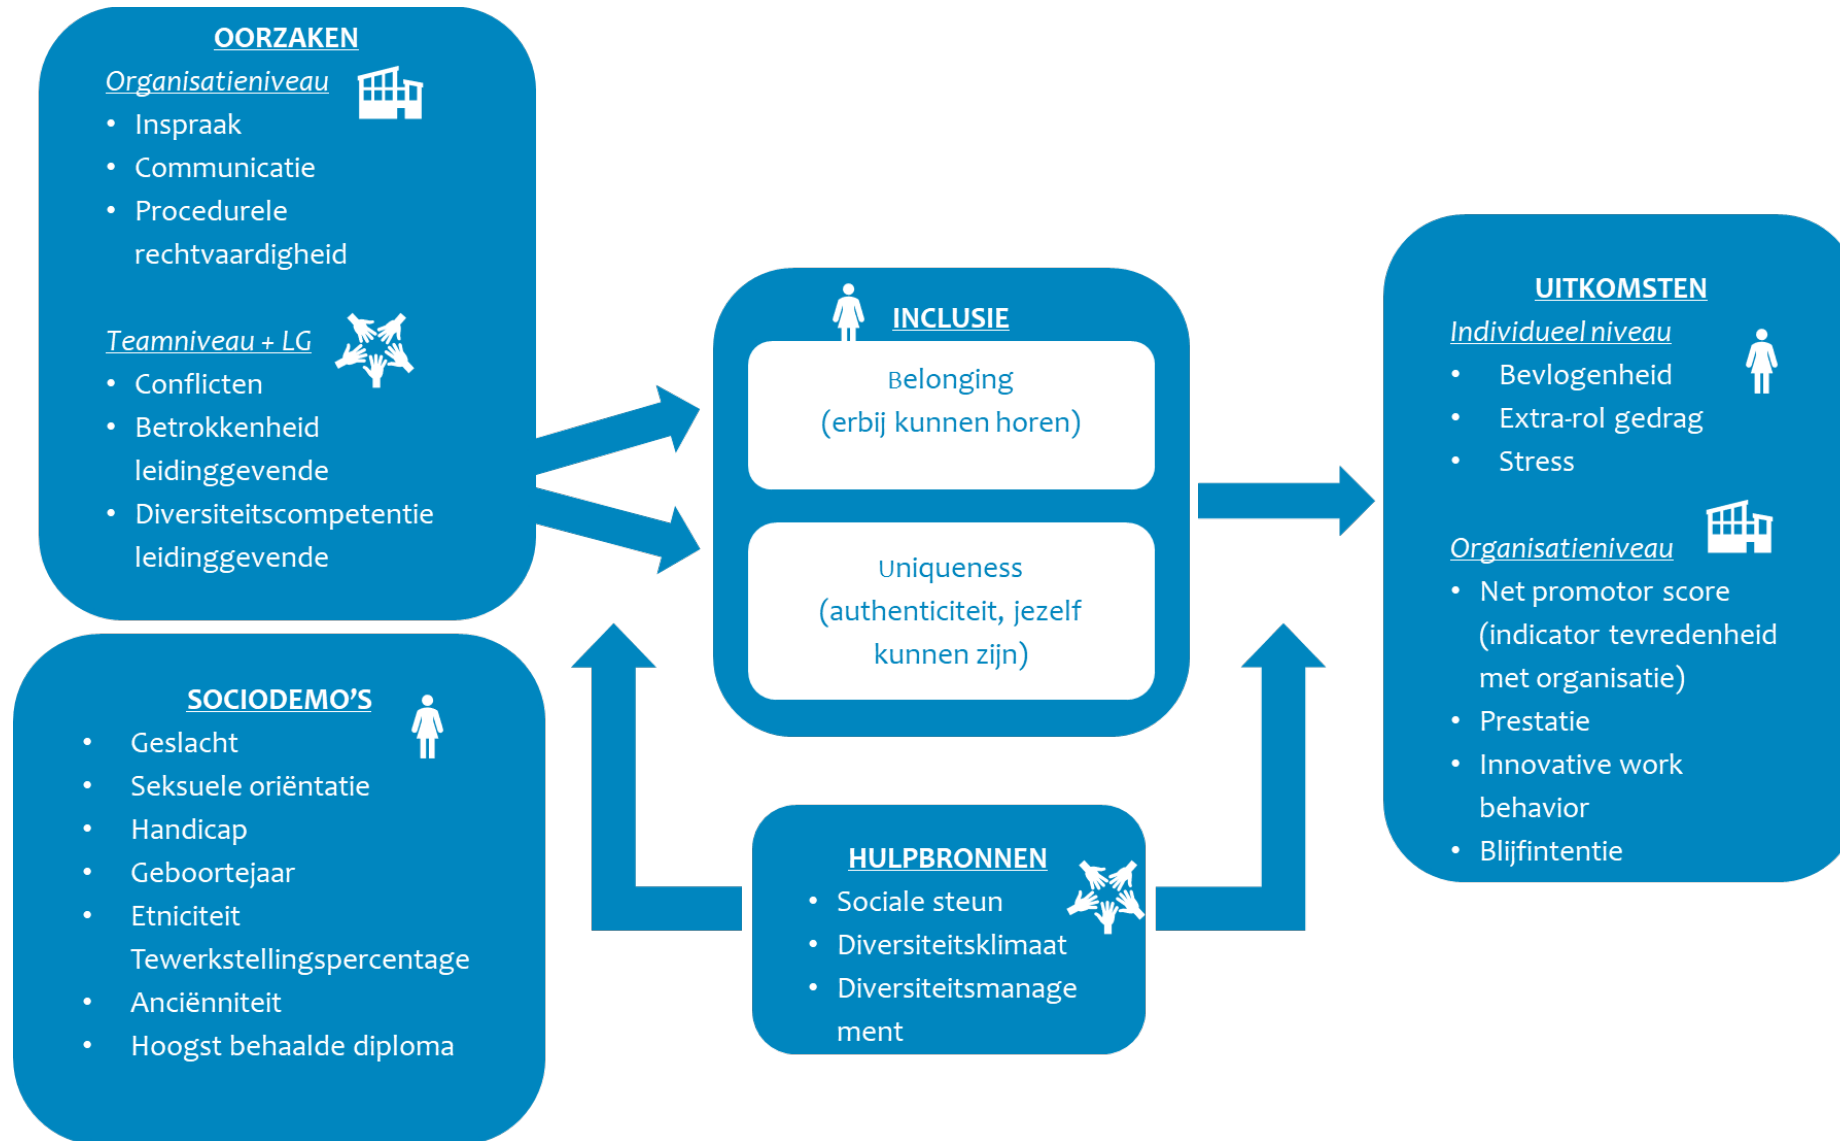 OORZAKEN
Organisatieniveau
• Inspraak
• Communicatie
• Procedurele
rechtvaardigheid
Teamniveau + LG
• Conflicten
• Betrokkenheid
leidinggevende
• Diversiteitscompetentie
leidinggevende
SOCIODEMO’S
• Geslacht
• Seksuele oriëntatie
• Handicap
• Geboortejaar
• Etniciteit
Tewerkstellingspercentage
• Anciënniteit
• Hoogst behaalde diploma
INCLUSIE
Belonging
(erbij kunnen horen)
Uniqueness
(authenticiteit, jezelf
kunnen zijn)
HULPBRONNEN
• Sociale steun
• Diversiteitsklimaat
• Diversiteitsmanage
ment
UITKOMSTEN
Individueel niveau
• Bevlogenheid
• Extra-rol gedrag
• Stress
Organisatieniveau
• Net promotor score
(indicator tevredenheid
met organisatie)
• Prestatie
• Innovative work
behavior
• Blijfintentie